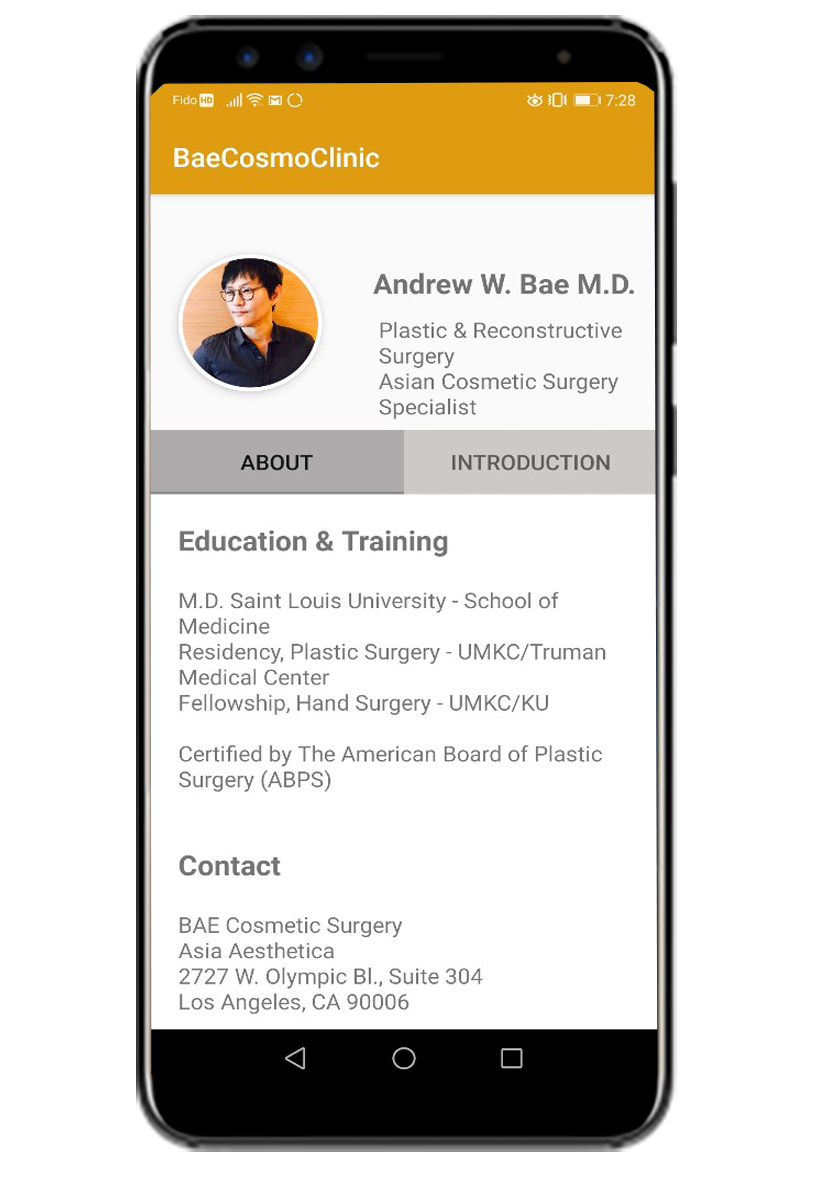 Fido HD 7:28
BaeCosmoClinic
Andrew W. Bae M.D.
Plastic & Reconstructive
Surgery
Asian Cosmetic Surgery
Specialist
ABOUT INTRODUCTION
Education & Training
M.D. Saint Louis University - School of
Medicine
Residency, Plastic Surgery - UMKC/Truman
Medical Center
Fellowship, Hand Surgery - UMKC/KU
Certified by The American Board of Plastic
Surgery (ABPS)
Contact
BAE Cosmetic Surgery
Asia Aesthetica
2727 W. Olympic Bl., Suite 304
Los Angeles, CA 90006